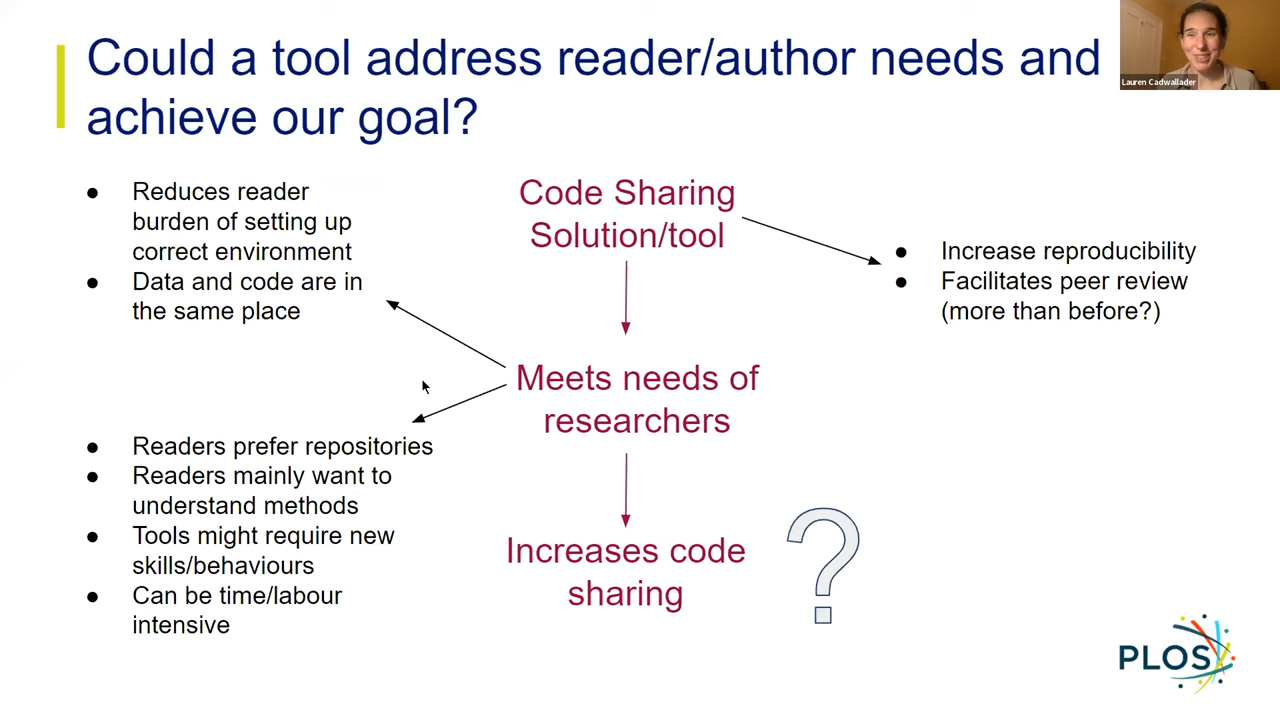 Could a tool address reader/author needs and
achieve our goal?
Lauren Cadwallader
● Reduces reader
burden of setting up
correct environment
● Data and code are in
the same place
Code Sharing
Solution/tool
● Increase reproducibility
● Facilitates peer review
(more than before?)
Meets needs of
researchers
● Readers prefer repositories
● Readers mainly want to
understand methods
● Tools might require new
skills/behaviours
● Can be time/labour
intensive
Increases code
sharing
?
PLOS